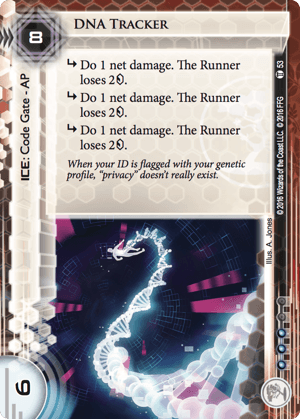 8
DNA Tracker
ICE: Code Gate - AP
↳ Do 1 net damage. The Runner
loses 2
↳ Do 1 net damage. The Runner
loses 2
↳ Do 1 net damage. The Runner
loses 2
When your ID is flagged with your genetic
profile, “privacy” doesn’t really exist.
53
© 2016 Wizards of the Coast LLC. © 2016 FFG
Illus. A. Jones
6